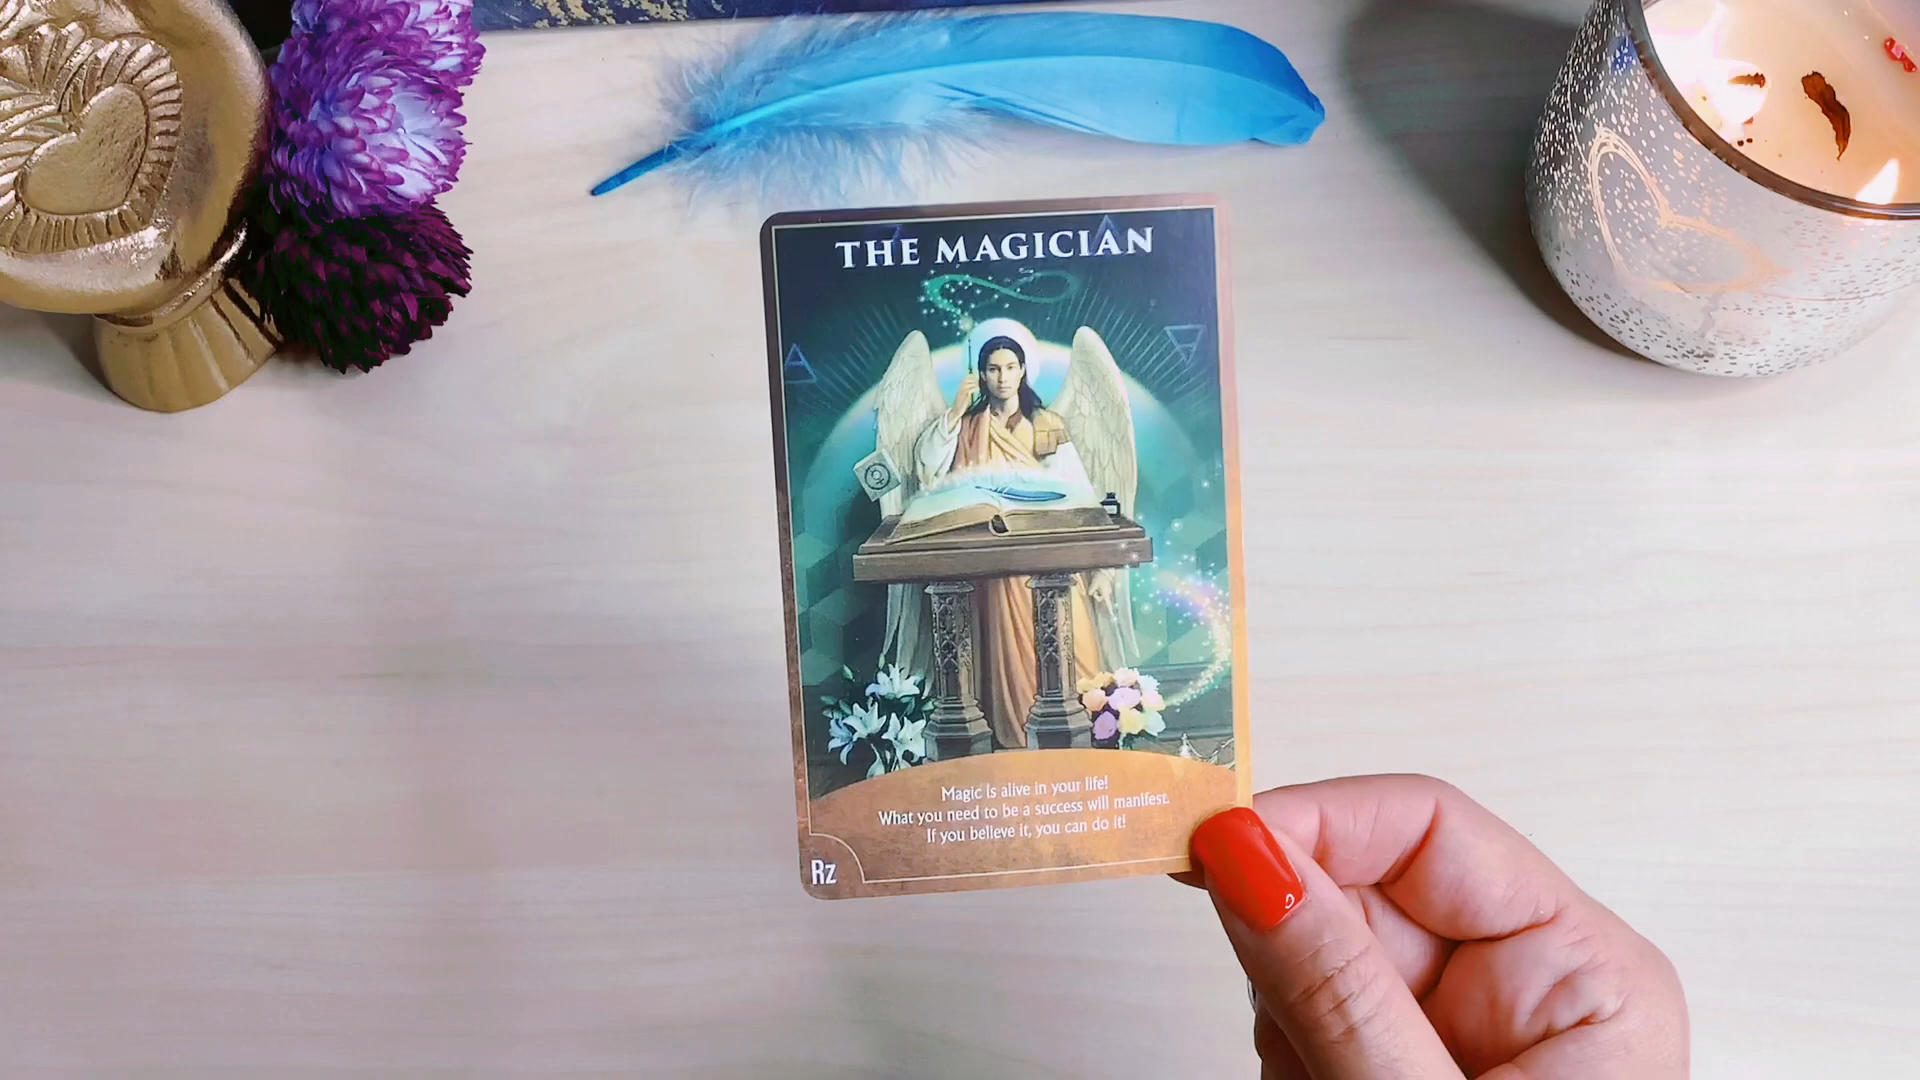 THE MAGICIAN
Magic is alive in your life!
What you need to be a success will manifest.
If you believe it, you can do it!
Rz